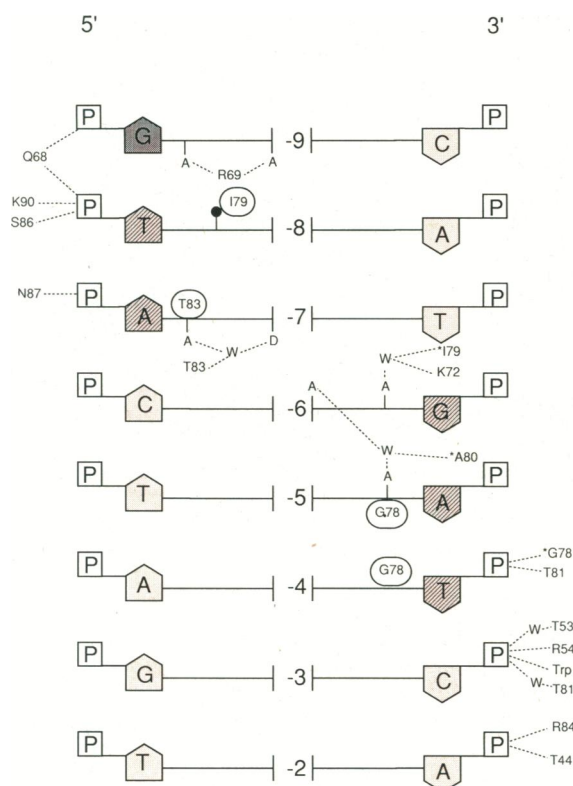 5' 3'
P P
G -9 C
Q68 A R69 A
K90 P I79 P
S86 T -8 A
N87 P T83 P
A -7 T
A W D W *I79
T83 K72
P A A P
C -6 G
W *A80
P A P
T -5 A
G78
P G78 P *G78
A -4 T T81
P P W T53
G -3 C R54
Trp
W T81
P P R84
T -2 A T44